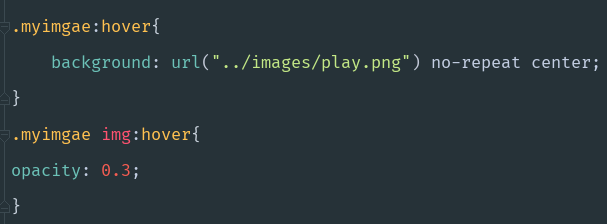 .myimgae:hover{
    background: url("../images/play.png") no-repeat center;
}
.myimgae img:hover{
opacity: 0.3;
}